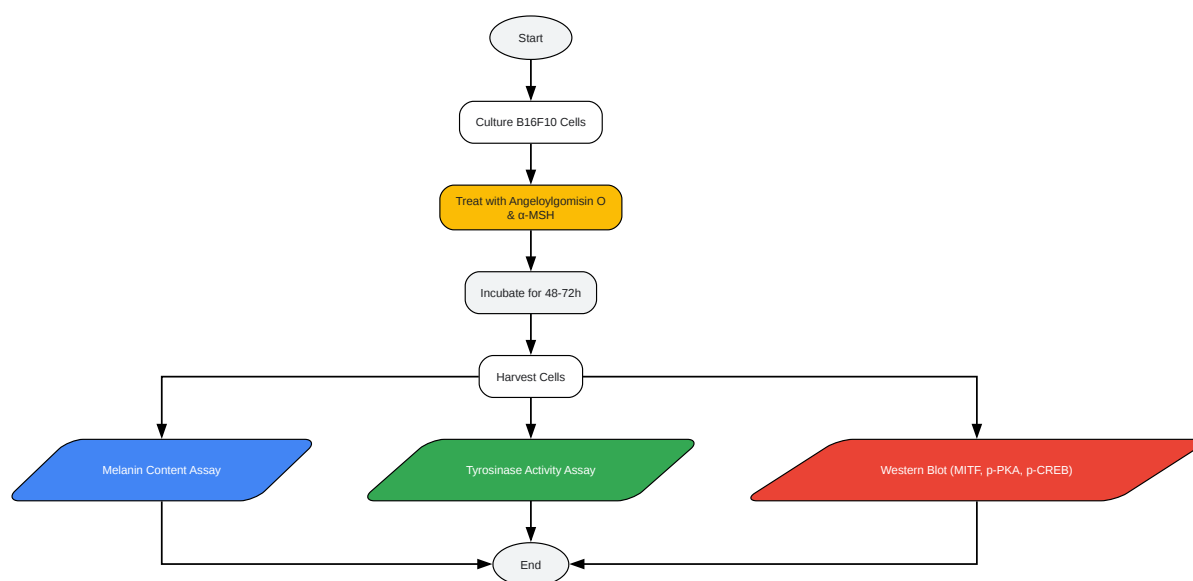 Start
Culture B16F10 Cells
Treat with Angeloylgomisin O
& α-MSH
Incubate for 48-72h
Harvest Cells
Melanin Content Assay
Tyrosinase Activity Assay
Western Blot (MITF, p-PKA, p-CREB)
End